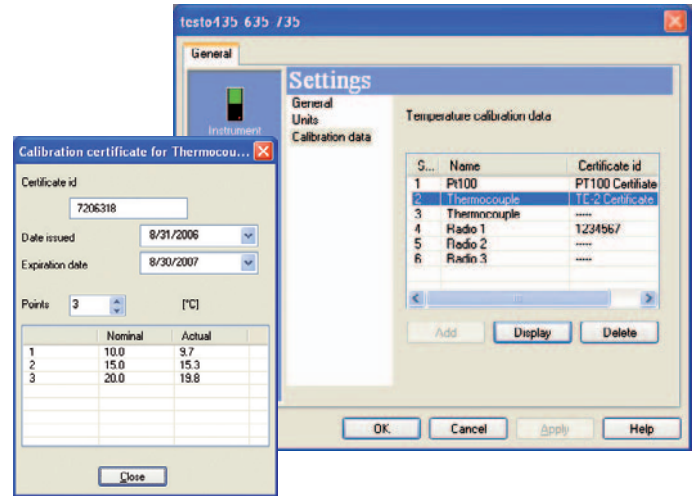 testo435 635 735
General
Instrument
Settings
General
Units
Calibration data
Temperature calibration data
S... Name Certificate id
1 Pt100 PT100 Certifiate
2 Thermocouple TE-2 Certificate
3 Thermocouple -----
4 Radio 1 1234567
5 Radio 2 -----
6 Radio 3 -----
Add Display Delete
OK Cancel Apply Help
Calibration certificate for Thermocou...
Certificate id
7206318
Date issued 8/31/2006
Expiration date 8/30/2007
Points 3 [°C]
Nominal Actual
1 10.0 9.7
2 15.0 15.3
3 20.0 19.8
Close